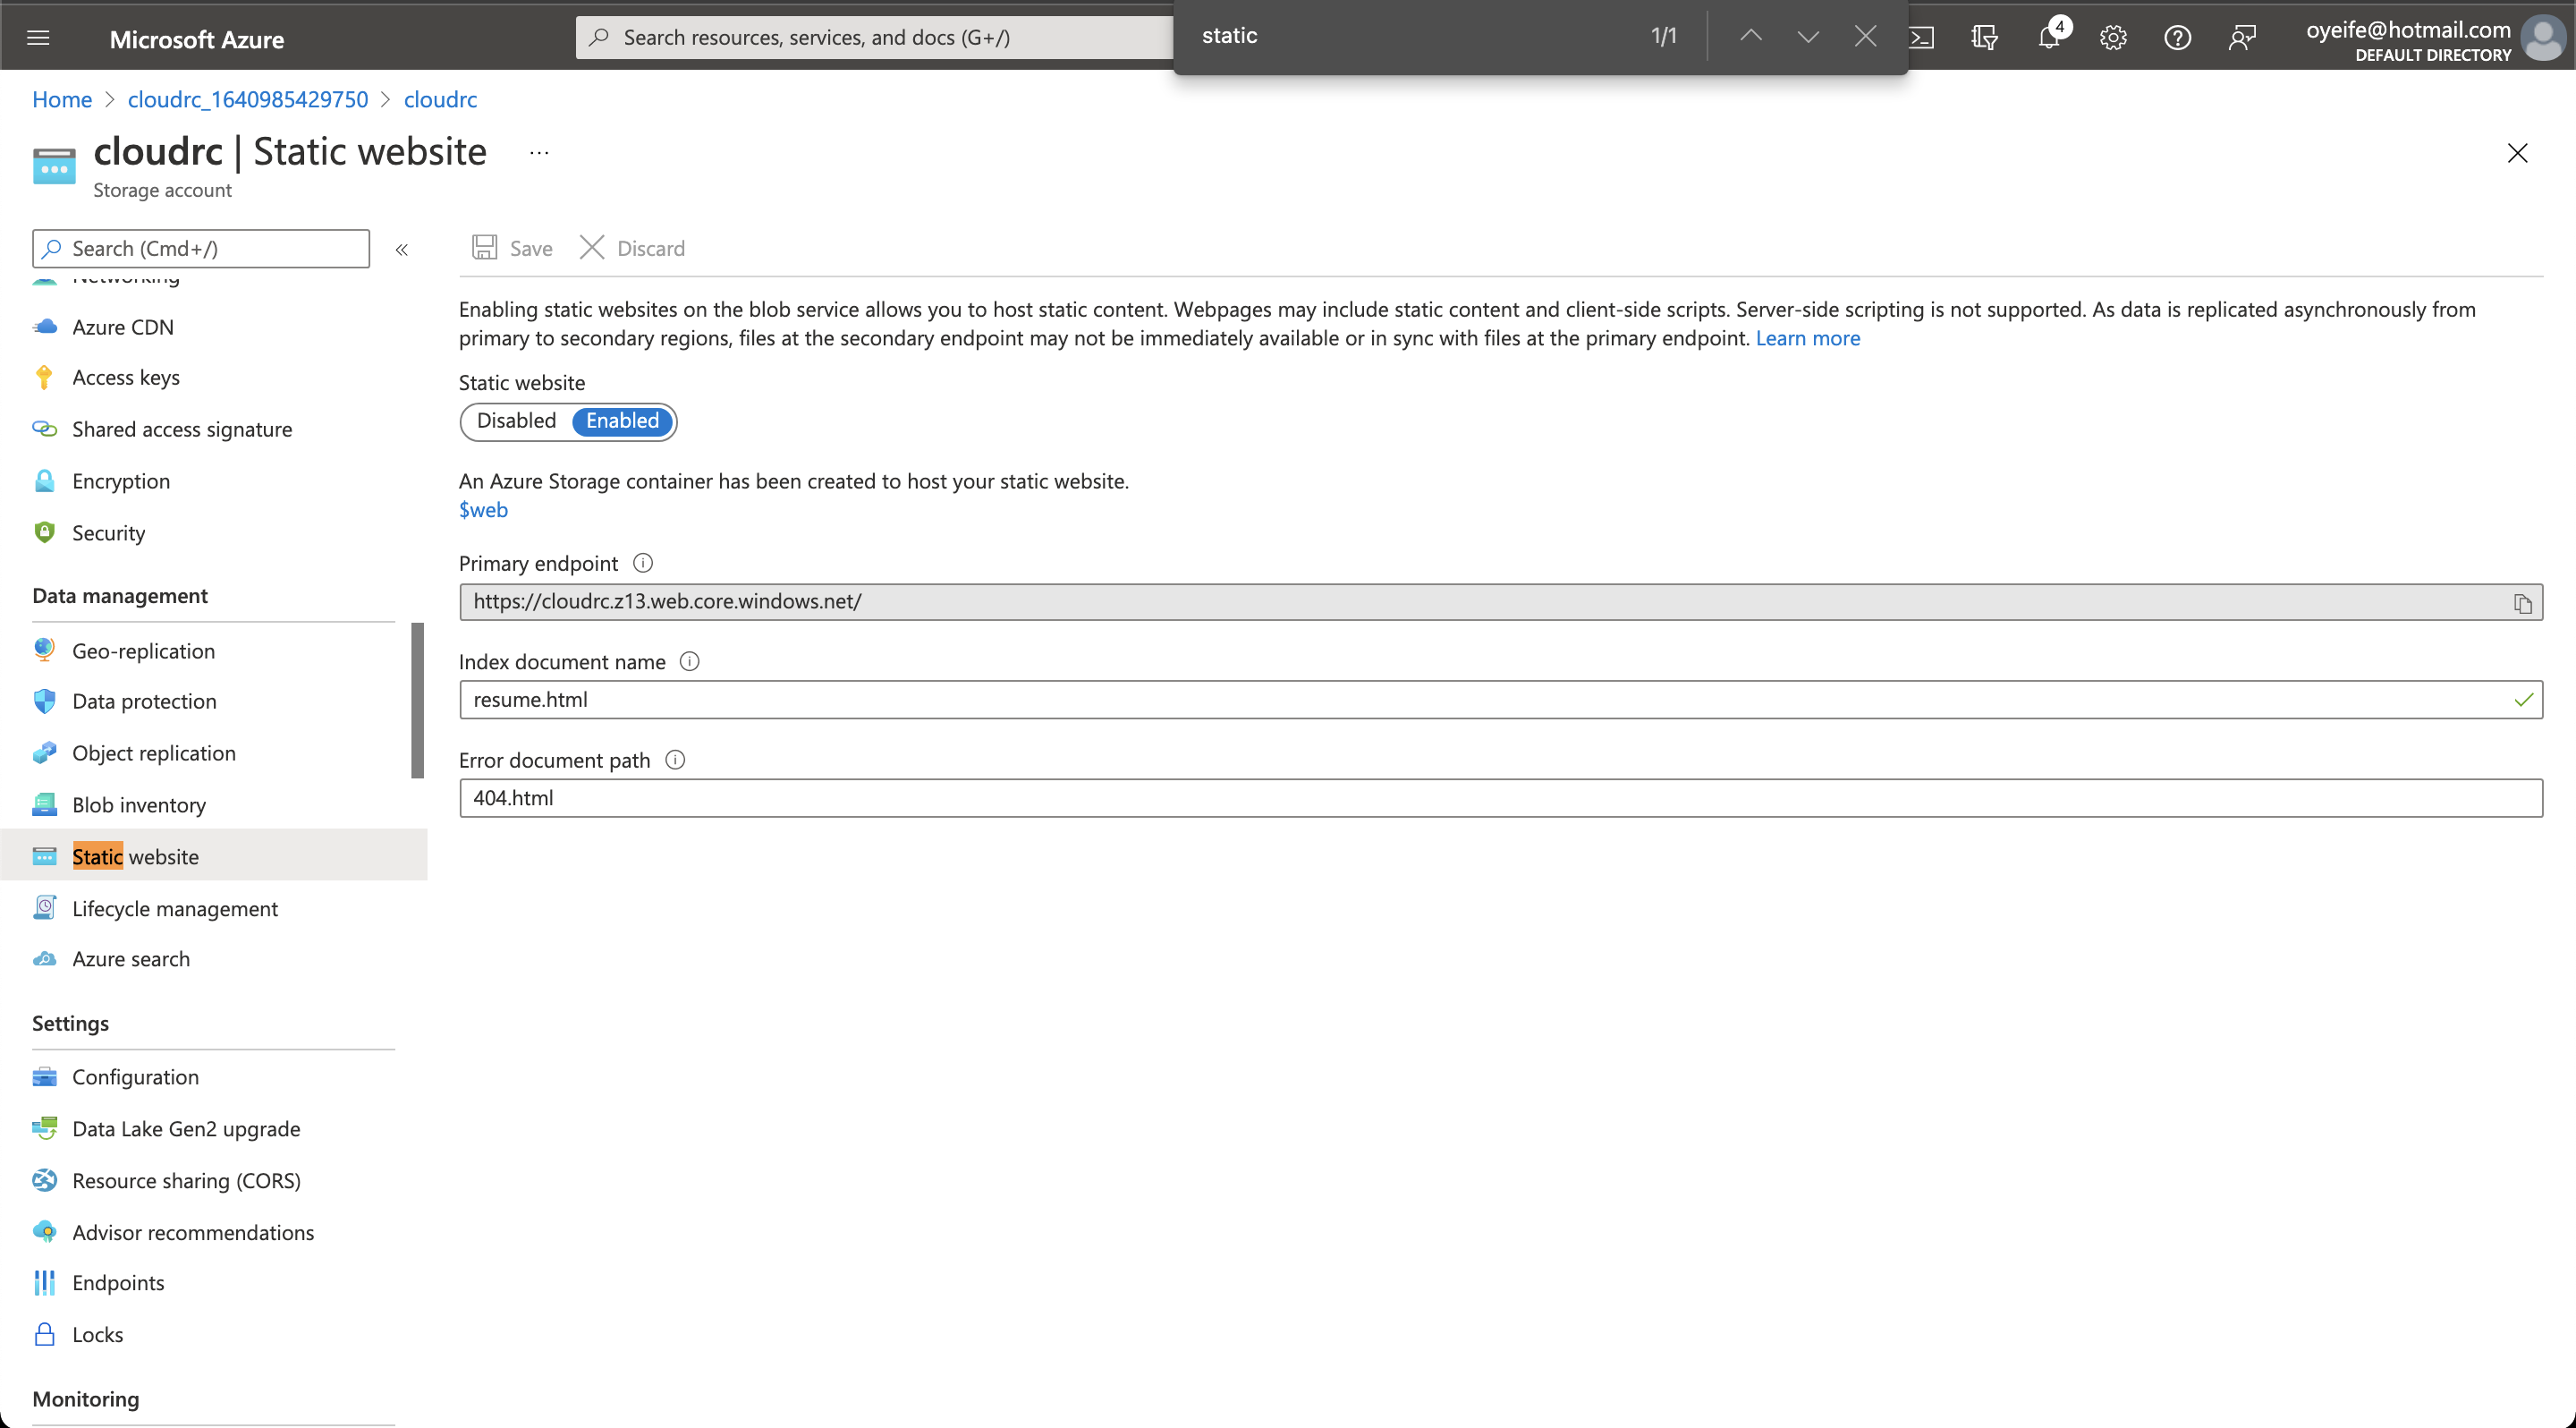 Microsoft Azure
Search resources, services, and docs (G+/)
static
1/1
4
oyeife@hotmail.com
DEFAULT DIRECTORY
Home > cloudrc_1640985429750 > cloudrc
cloudrc | Static website ...
Storage account
Search (Cmd+/)
«
Save
Discard
Networking
Azure CDN
Access keys
Shared access signature
Encryption
Security
Data management
Geo-replication
Data protection
Object replication
Blob inventory
Static website
Lifecycle management
Azure search
Settings
Configuration
Data Lake Gen2 upgrade
Resource sharing (CORS)
Advisor recommendations
Endpoints
Locks
Monitoring
Enabling static websites on the blob service allows you to host static content. Webpages may include static content and client-side scripts. Server-side scripting is not supported. As data is replicated asynchronously from
primary to secondary regions, files at the secondary endpoint may not be immediately available or in sync with files at the primary endpoint. Learn more
Static website
Disabled Enabled
An Azure Storage container has been created to host your static website.
$web
Primary endpoint
https://cloudrc.z13.web.core.windows.net/
Index document name
resume.html
Error document path
404.html